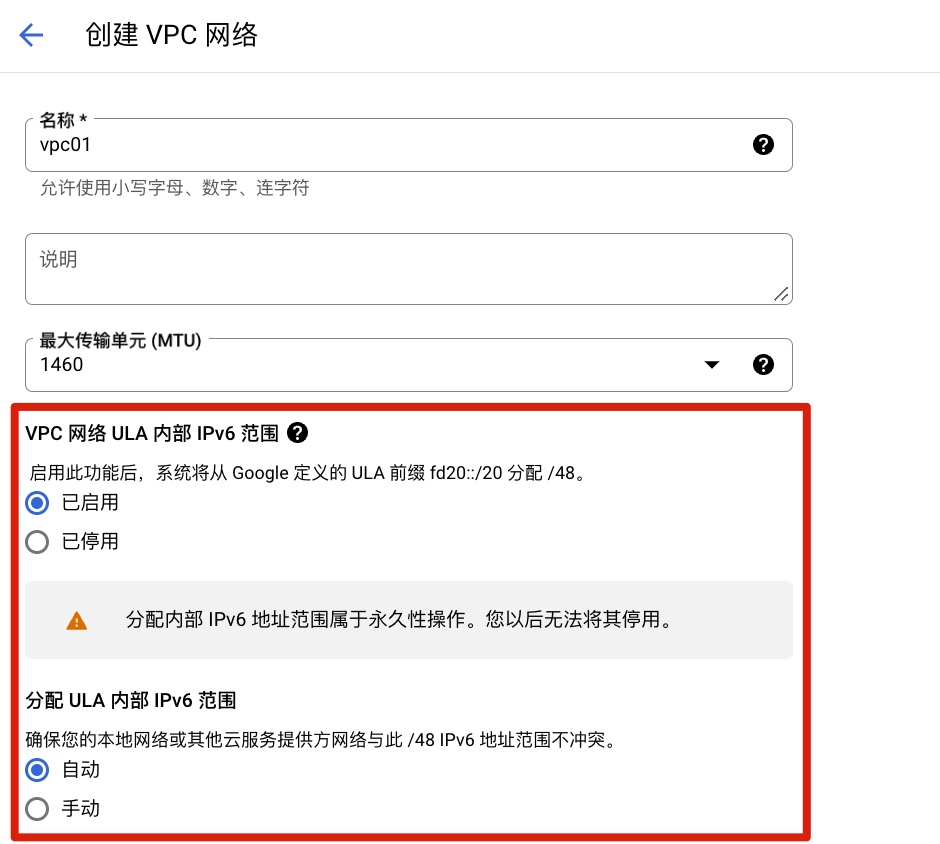 创建 VPC 网络
名称 *
vpc01
允许使用小写字母、数字、连字符
说明
最大传输单元 (MTU)
1460
VPC 网络 ULA 内部 IPv6 范围
启用此功能后，系统将从 Google 定义的 ULA 前缀 fd20::/20 分配 /48。
已启用
已停用
分配内部 IPv6 地址范围属于永久性操作。您以后无法将其停用。
分配 ULA 内部 IPv6 范围
确保您的本地网络或其他云服务提供方网络与此 /48 IPv6 地址范围不冲突。
自动
手动